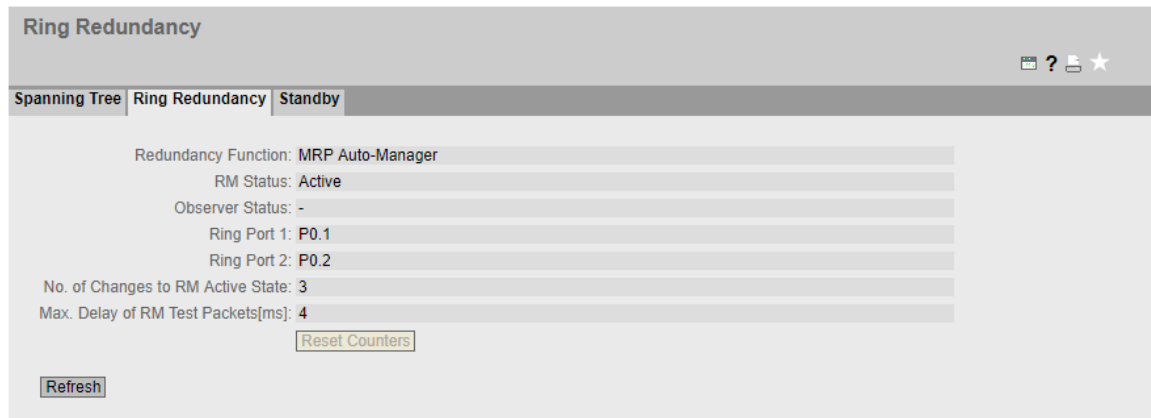 Ring Redundancy
?
Spanning Tree Ring Redundancy Standby
Redundancy Function: MRP Auto-Manager
RM Status: Active
Observer Status: -
Ring Port 1: P0.1
Ring Port 2: P0.2
No. of Changes to RM Active State: 3
Max. Delay of RM Test Packets[ms]: 4
Reset Counters
Refresh